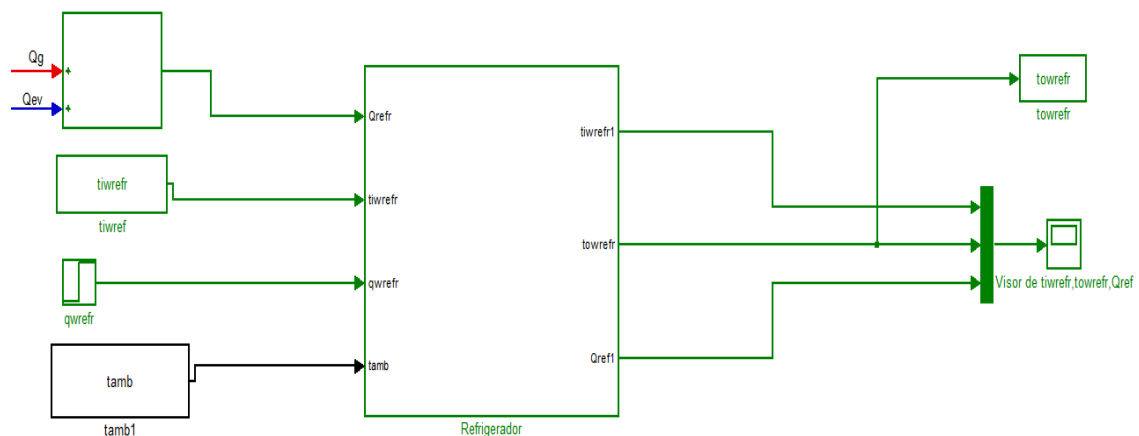 Qg
Qev
tiwrefr
tiwref
qwrefr
tamb
tamb1
Qrefr
tiwrefr
qwrefr
tamb
tiwrefr1
towrefr
Qref1
Refrigerador
towrefr
towrefr
Visor de tiwrefr,towrefr,Qref